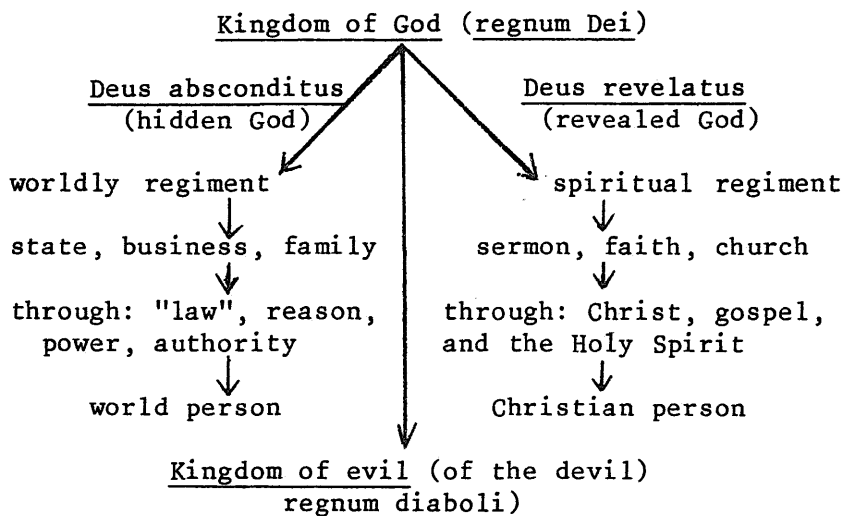 Kingdom of God (regnum Dei)
Deus absconditus
(hidden God)
Deus revelatus
(revealed God)
worldly regiment
spiritual regiment
state, business, family
sermon, faith, church
through: "law", reason,
power, authority
through: Christ, gospel,
and the Holy Spirit
world person
Christian person
Kingdom of evil (of the devil)
regnum diaboli)